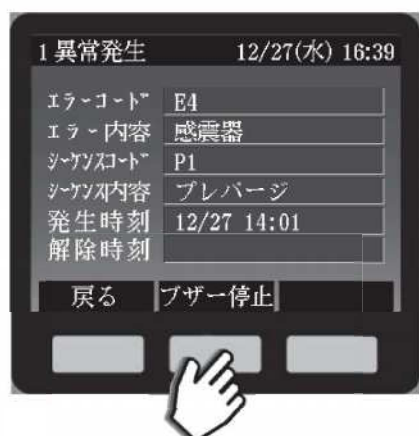 1 異常発生 12/27(水) 16:39
エラーコード E4
エラー内容 感震器
シーケンスコード P1
シーケンス内容 プレパージ
発生時刻 12/27 14:01
解除時刻
戻る ブザー停止